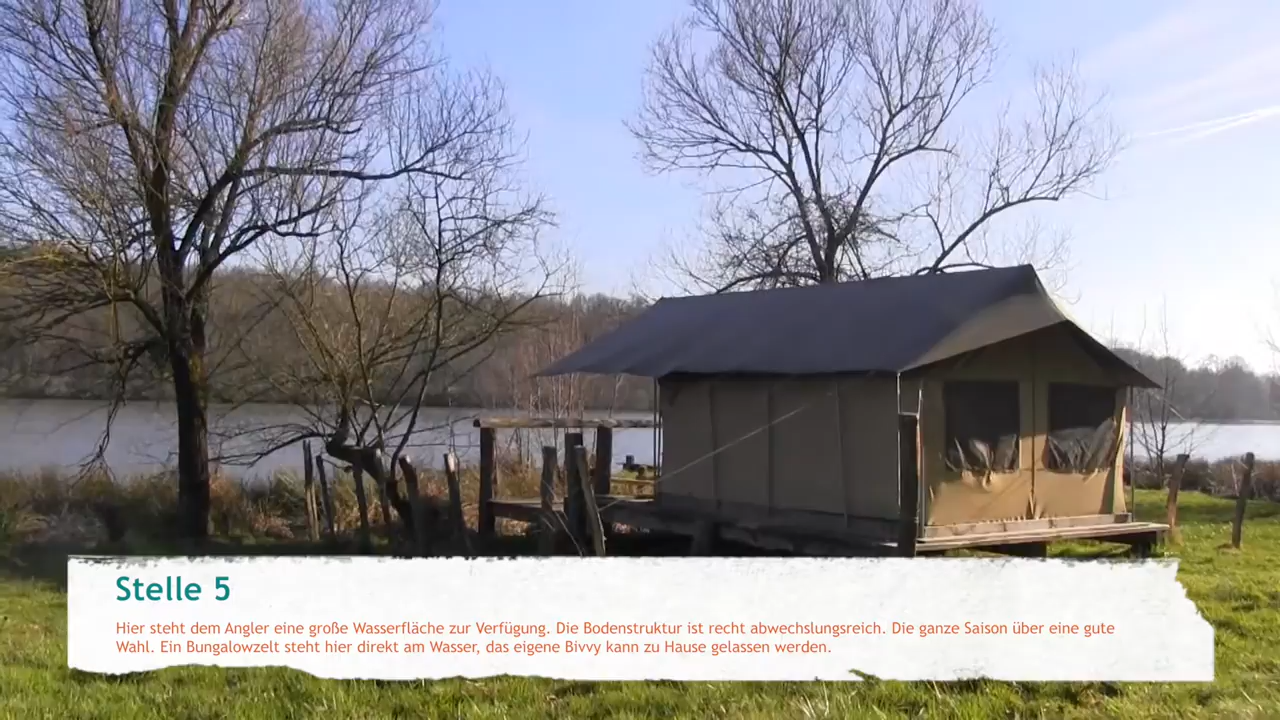 Stelle 5
Hier steht dem Angler eine große Wasserfläche zur Verfügung. Die Bodenstruktur ist recht abwechslungsreich. Die ganze Saison über eine gute
Wahl. Ein Bungalowzelt steht hier direkt am Wasser, das eigene Bivvy kann zu Hause gelassen werden.